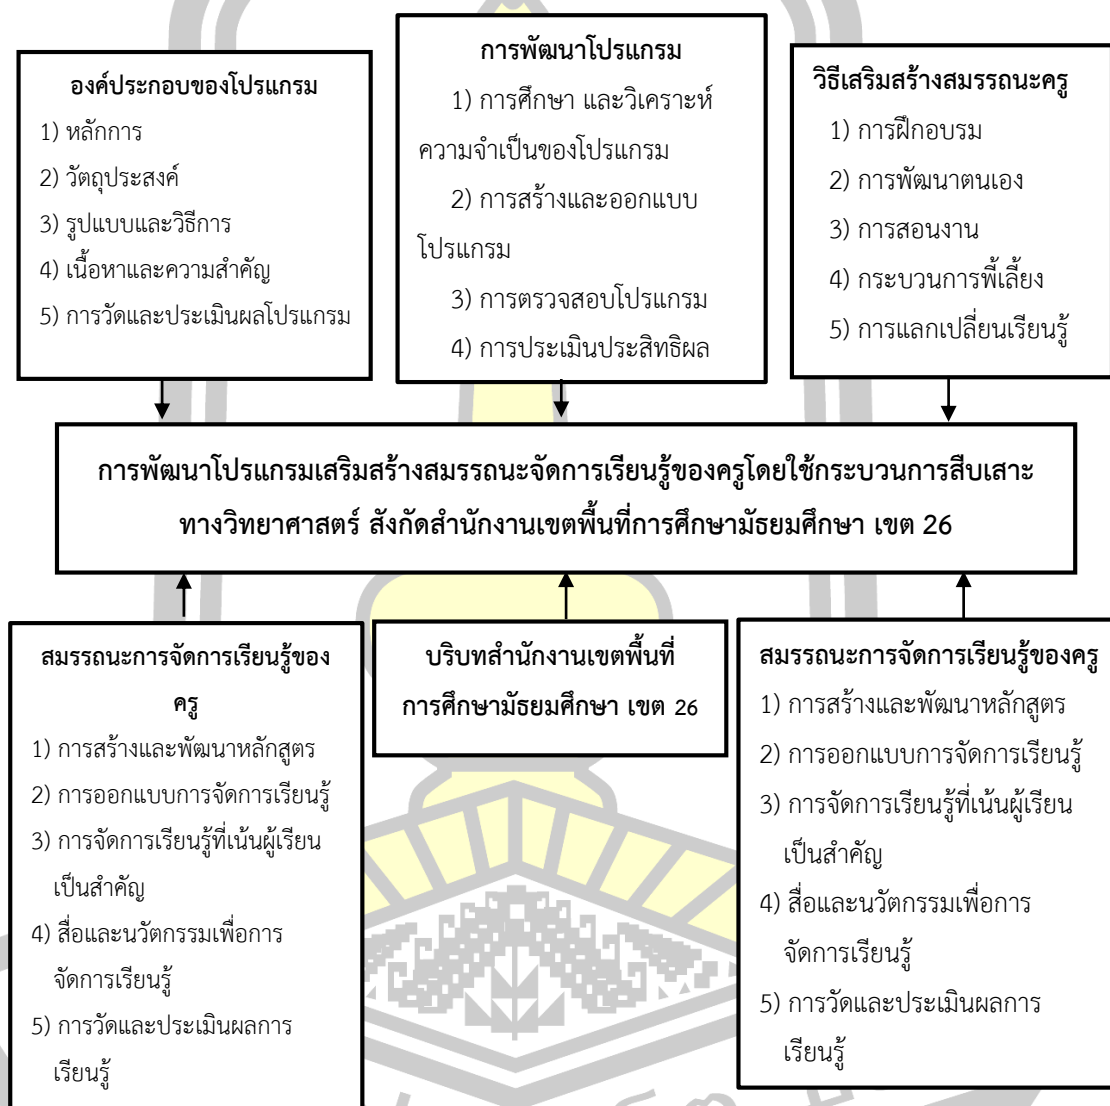 องค์ประกอบของโปรแกรม
1) หลักการ
2) วัตถุประสงค์
3) รูปแบบและวิธีการ
4) เนื้อหาและความสำคัญ
5) การวัดและประเมินผลโปรแกรม
การพัฒนาโปรแกรม
1) การศึกษา และวิเคราะห์
ความจำเป็นของโปรแกรม
2) การสร้างและออกแบบ
โปรแกรม
3) การตรวจสอบโปรแกรม
4) การประเมินประสิทธิผล
วิธีเสริมสร้างสมรรถนะครู
1) การฝึกอบรม
2) การพัฒนาตนเอง
3) การสอนงาน
4) กระบวนการพี้เลี้ยง
5) การแลกเปลี่ยนเรียนรู้
การพัฒนาโปรแกรมเสริมสร้างสมรรถนะจัดการเรียนรู้ของครูโดยใช้กระบวนการสืบเสาะ
ทางวิทยาศาสตร์ สังกัดสำนักงานเขตพื้นที่การศึกษามัธยมศึกษา เขต 26
สมรรถนะการจัดการเรียนรู้ของ
ครู
1) การสร้างและพัฒนาหลักสูตร
2) การออกแบบการจัดการเรียนรู้
3) การจัดการเรียนรู้ที่เน้นผู้เรียน
เป็นสำคัญ
4) สื่อและนวัตกรรมเพื่อการ
จัดการเรียนรู้
5) การวัดและประเมินผลการ
เรียนรู้
บริบทสำนักงานเขตพื้นที่
การศึกษามัธยมศึกษา เขต 26
สมรรถนะการจัดการเรียนรู้ของครู
1) การสร้างและพัฒนาหลักสูตร
2) การออกแบบการจัดการเรียนรู้
3) การจัดการเรียนรู้ที่เน้นผู้เรียน
เป็นสำคัญ
4) สื่อและนวัตกรรมเพื่อการ
จัดการเรียนรู้
5) การวัดและประเมินผลการ
เรียนรู้